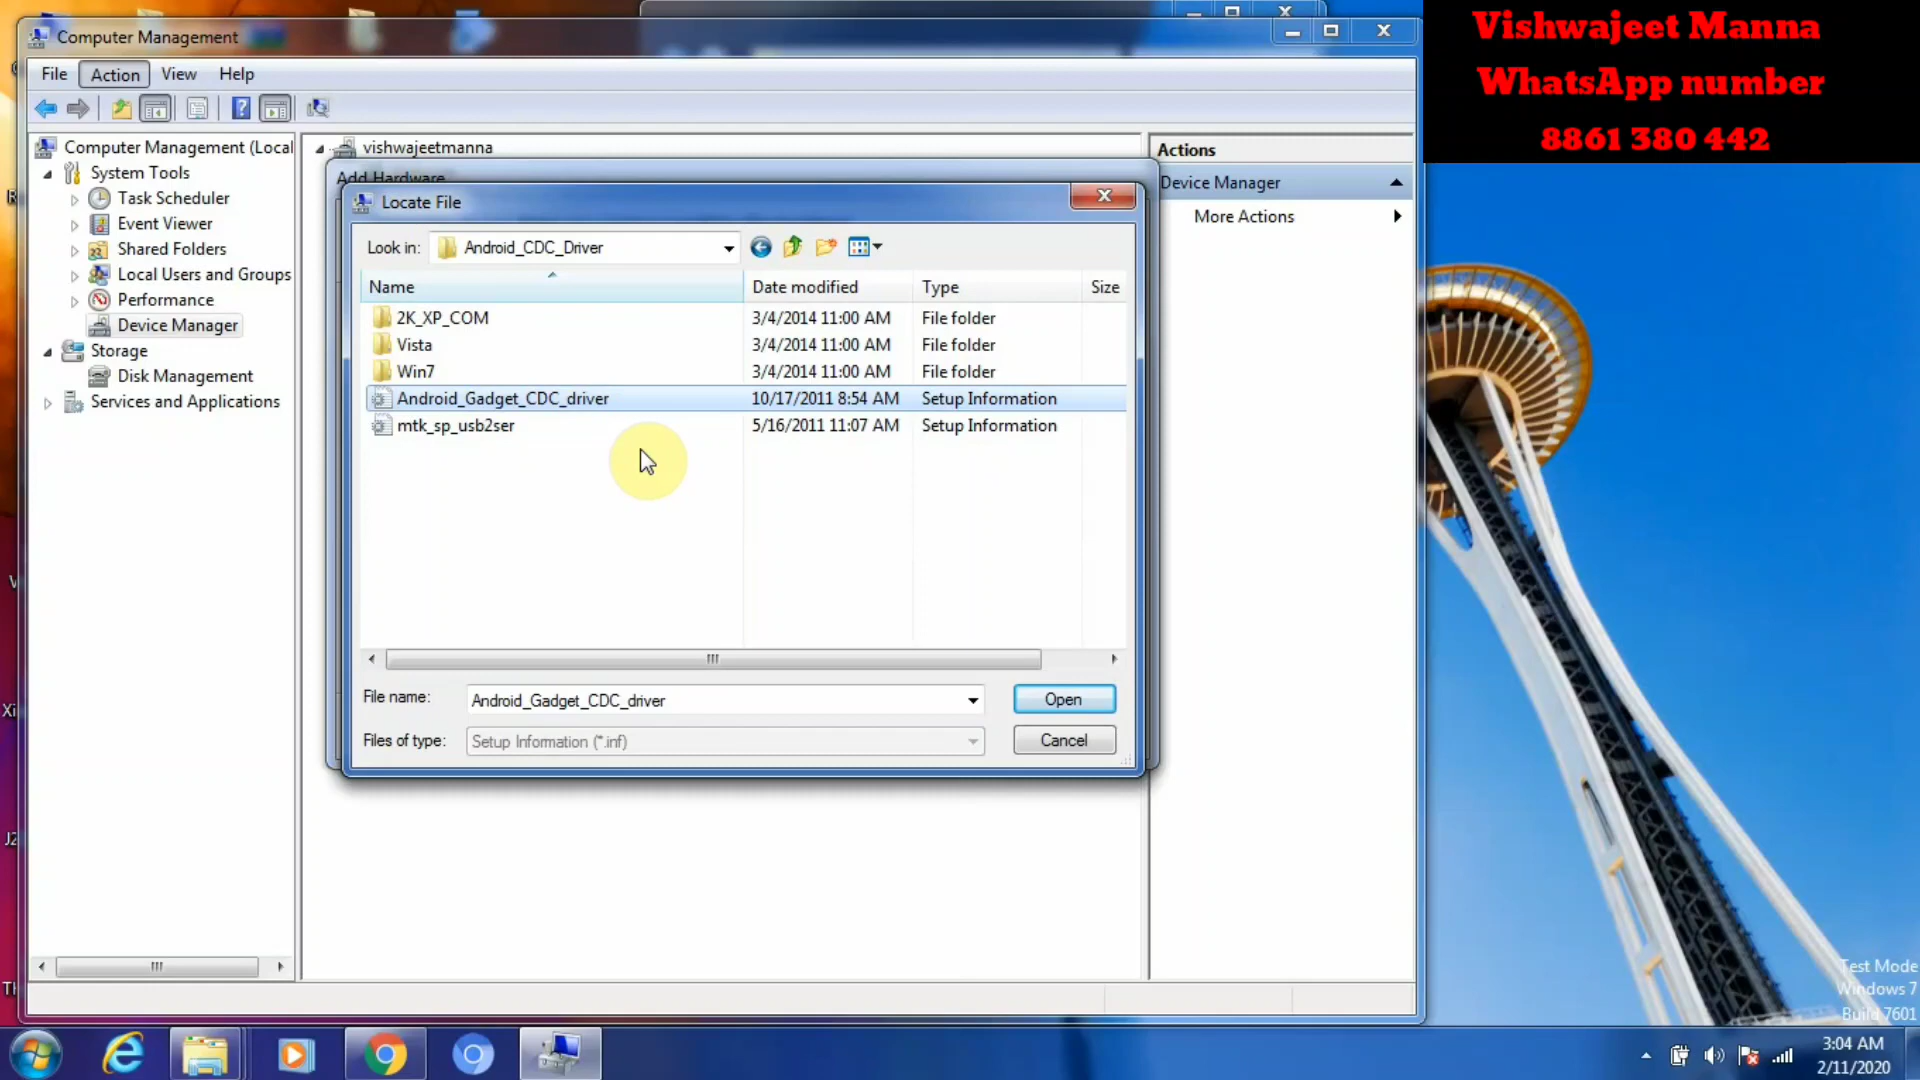 Computer Management
File Action View Help
Computer Management (Local
System Tools
Task Scheduler
Event Viewer
Shared Folders
Local Users and Groups
Performance
Device Manager
Storage
Disk Management
Services and Applications
vishwajeetmanna
Add Hardware
Locate File
Look in: Android_CDC_Driver
Name Date modified Type Size
2K_XP_COM 3/4/2014 11:00 AM File folder
Vista 3/4/2014 11:00 AM File folder
Win7 3/4/2014 11:00 AM File folder
Android_Gadget_CDC_driver 10/17/2011 8:54 AM Setup Information
mtk_sp_usb2ser 5/16/2011 11:07 AM Setup Information
File name: Android_Gadget_CDC_driver Open
Files of type: Setup Information (*.inf) Cancel
Actions
Device Manager
More Actions
Vishwajeet Manna
WhatsApp number
8861 380 442
Xi
J2
Th
Test Mode
Windows 7
Build 7601
3:04 AM
2/11/2020